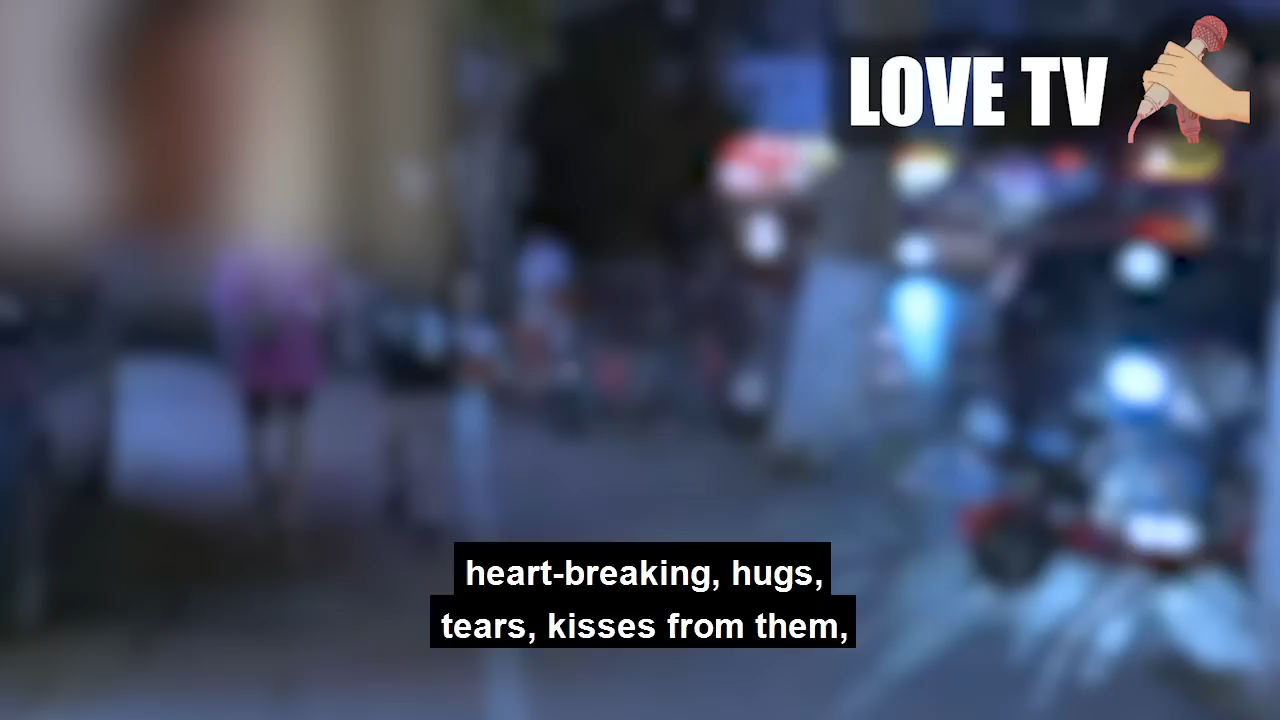 LOVE TV
heart-breaking, hugs,
tears, kisses from them,